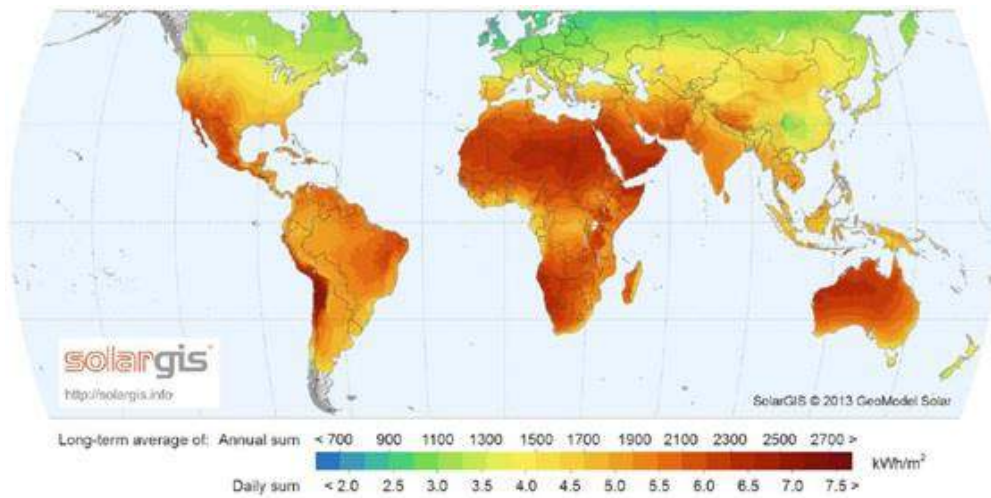 solargis
http://solargis.info
SolarGIS © 2013 GeoModel Solar
Long-term average of: Annual sum < 700 900 1100 1300 1500 1700 1900 2100 2300 2500 2700 > kWh/m²
Daily sum < 2.0 2.5 3.0 3.5 4.0 4.5 5.0 5.5 6.0 6.5 7.0 7.5 >